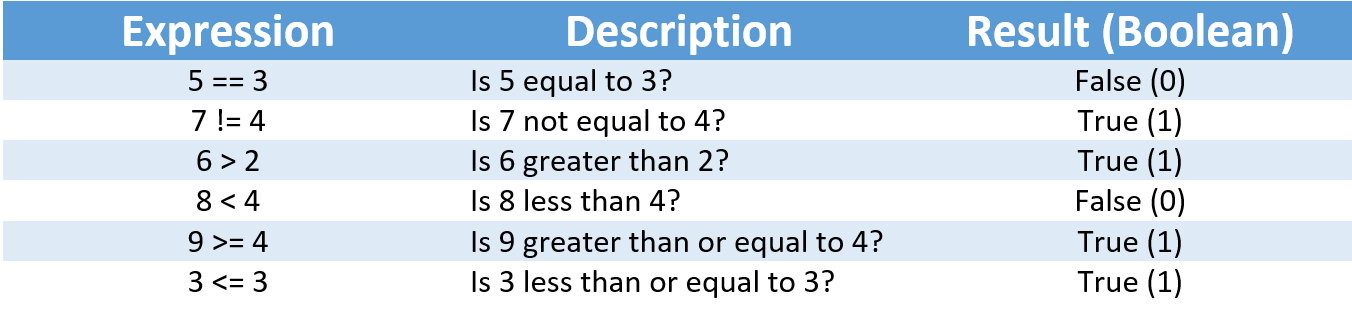 Expression Description Result (Boolean)
5 == 3 Is 5 equal to 3? False (0)
7 != 4 Is 7 not equal to 4? True (1)
6 > 2 Is 6 greater than 2? True (1)
8 < 4 Is 8 less than 4? False (0)
9 >= 4 Is 9 greater than or equal to 4? True (1)
3 <= 3 Is 3 less than or equal to 3? True (1)